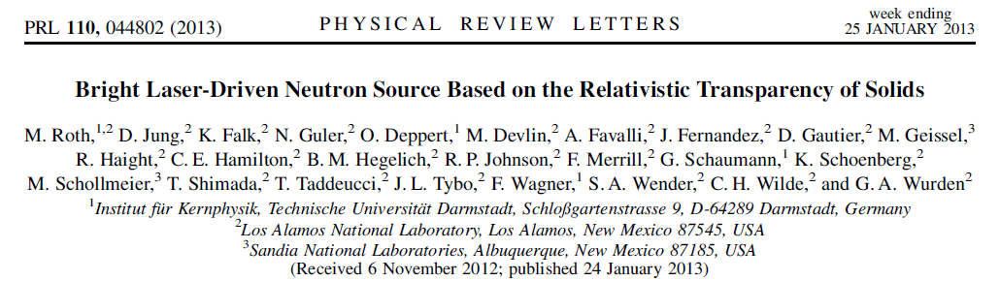 PRL 110, 044802 (2013)
PHYSICAL REVIEW LETTERS
week ending
25 JANUARY 2013
Bright Laser-Driven Neutron Source Based on the Relativistic Transparency of Solids
M. Roth,1,2 D. Jung,2 K. Falk,2 N. Guler,2 O. Deppert,1 M. Devlin,2 A. Favalli,2 J. Fernandez,2 D. Gautier,2 M. Geissel,3
R. Haight,2 C. E. Hamilton,2 B. M. Hegelich,2 R. P. Johnson,2 F. Merrill,2 G. Schaumann,1 K. Schoenberg,2
M. Schollmeier,3 T. Shimada,2 T. Taddeucci,2 J. L. Tybo,2 F. Wagner,1 S. A. Wender,2 C. H. Wilde,2 and G. A. Wurden2
1Institut für Kernphysik, Technische Universität Darmstadt, Schloßgartenstrasse 9, D-64289 Darmstadt, Germany
2Los Alamos National Laboratory, Los Alamos, New Mexico 87545, USA
3Sandia National Laboratories, Albuquerque, New Mexico 87185, USA
(Received 6 November 2012; published 24 January 2013)